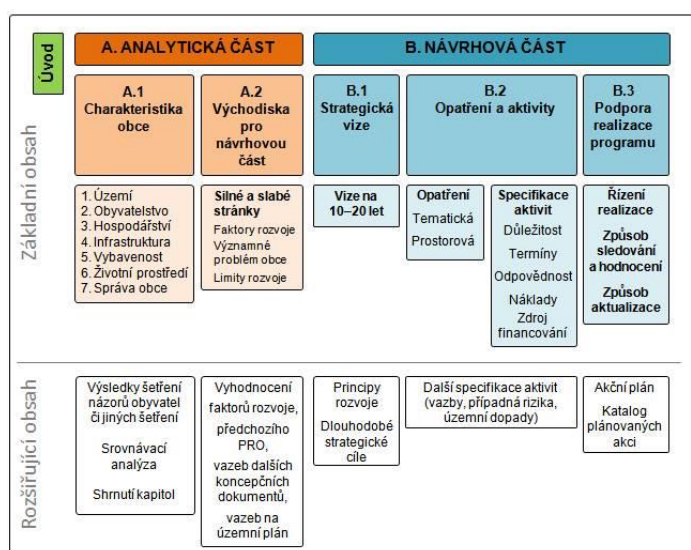 Úvod
A. ANALYTICKÁ ČÁST
B. NÁVRHOVÁ ČÁST
Základní obsah
A.1
Charakteristika
obce
A.2
Východiska
pro
návrhovou
část
B.1
Strategická
vize
B.2
Opatření a aktivity
B.3
Podpora
realizace
programu
1. Území
2. Obyvatelstvo
3. Hospodářství
4. Infrastruktura
5. Vybavenost
6. Životní prostředí
7. Správa obce
Silné a slabé
stránky
Faktory rozvoje
Významné
problém obce
Limity rozvoje
Vize na
10–20 let
Opatření
Tematická
Prostorová
Specifikace
aktivit
Důležitost
Termíny
Odpovědnost
Náklady
Zdroj
financování
Řízení
realizace
Způsob
sledování
a hodnocení
Způsob
aktualizace
Rozšiřující obsah
Výsledky šetření
názorů obyvatel
či jiných šetření
Srovnávací
analýza
Shrnutí kapitol
Vyhodnocení
faktorů rozvoje,
předchozího
PRO,
vazeb dalších
koncepčních
dokumentů,
vazeb na
územní plán
Principy
rozvoje
Dlouhodobé
strategické
cíle
Další specifikace aktivit
(vazby, případná rizika,
územní dopady)
Akční plán
Katalog
plánovaných
akci